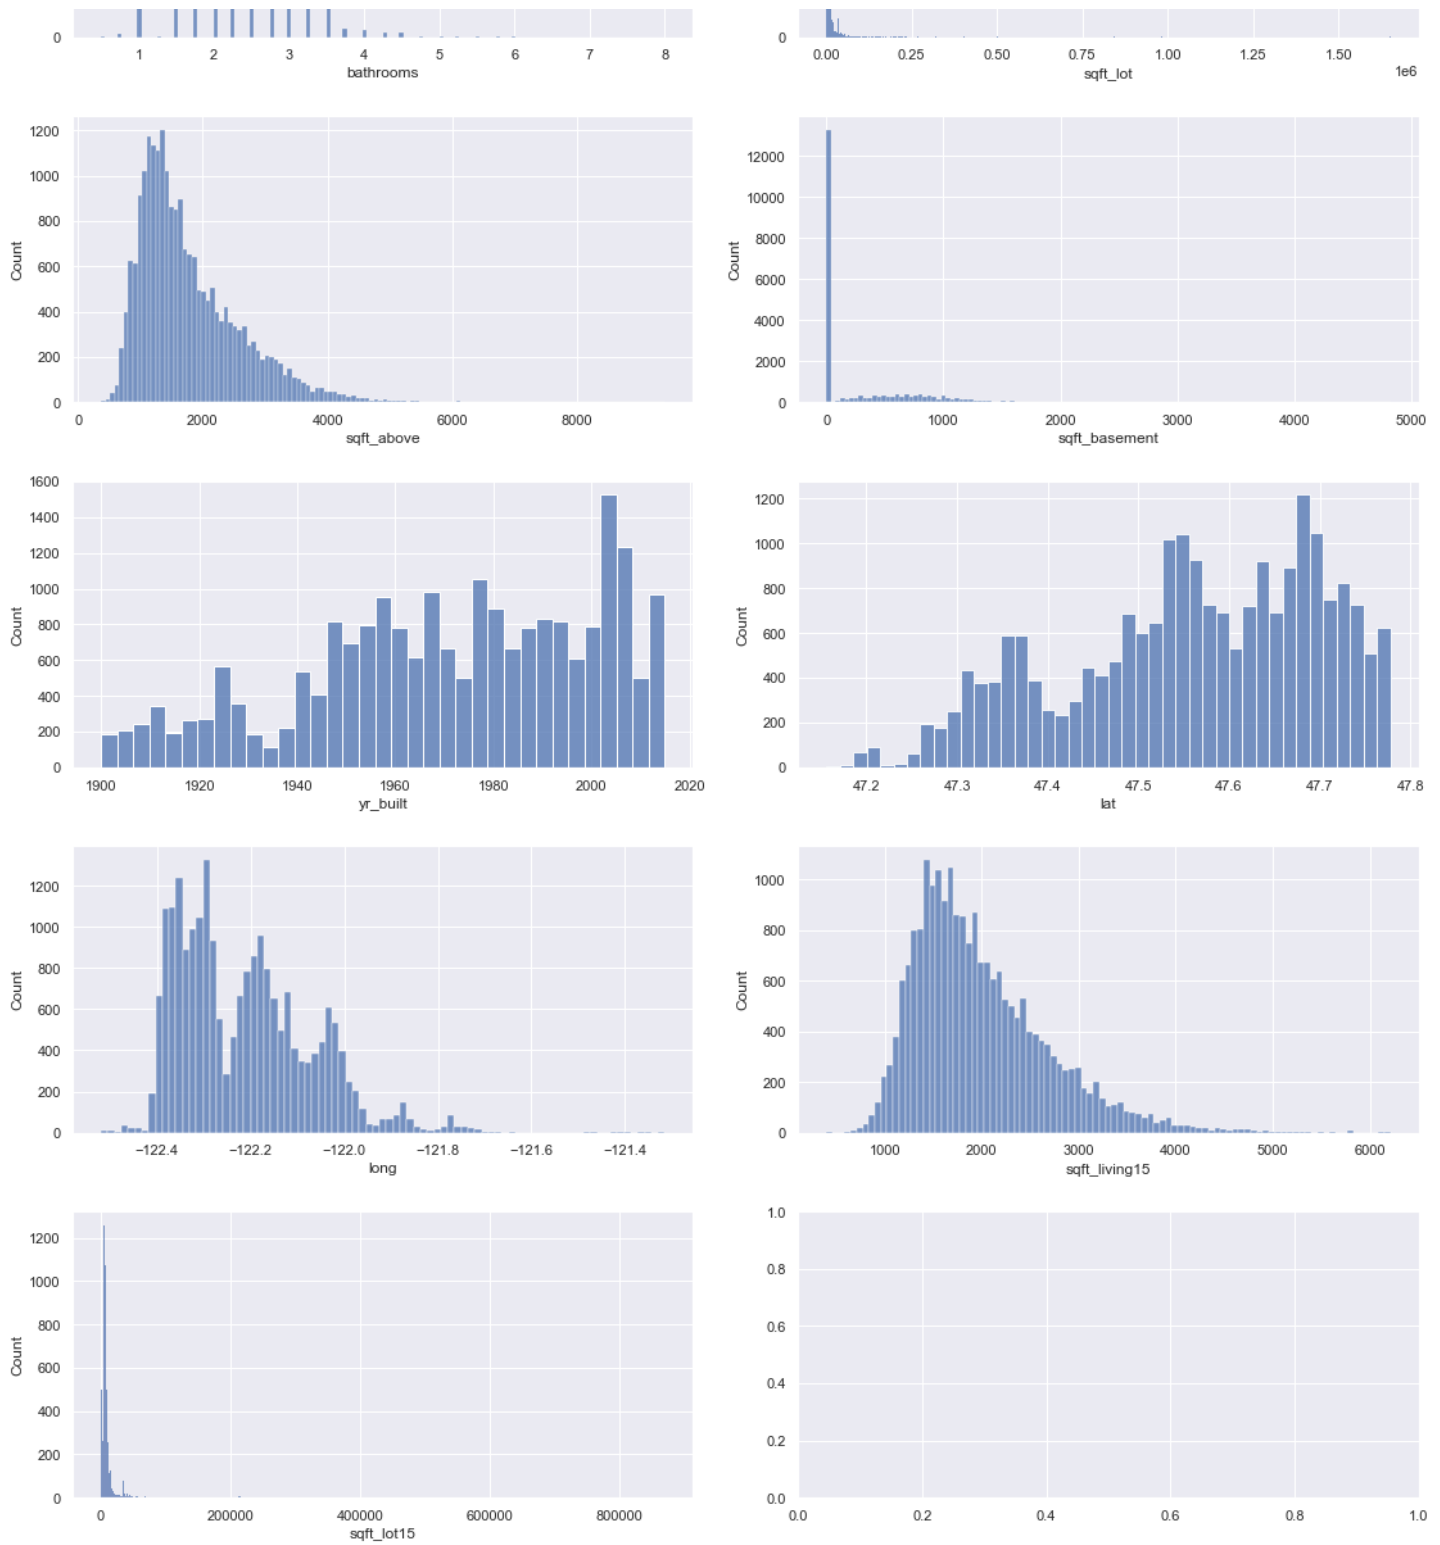 0
1 2 3 4 5 6 7 8
bathrooms
0
0.00 0.25 0.50 0.75 1.00 1.25 1.50
1e6
sqft_lot
1200
1000
800
600
400
200
0
Count
0 2000 4000 6000 8000
sqft_above
12000
10000
8000
6000
4000
2000
0
Count
0 1000 2000 3000 4000 5000
sqft_basement
1600
1400
1200
1000
800
600
400
200
0
Count
1900 1920 1940 1960 1980 2000 2020
yr_built
1200
1000
800
600
400
200
0
Count
47.2 47.3 47.4 47.5 47.6 47.7 47.8
lat
1200
1000
800
600
400
200
0
Count
−122.4 −122.2 −122.0 −121.8 −121.6 −121.4
long
1000
800
600
400
200
0
Count
1000 2000 3000 4000 5000 6000
sqft_living15
1200
1000
800
600
400
200
0
Count
0 200000 400000 600000 800000
sqft_lot15
1.0
0.8
0.6
0.4
0.2
0.0
0.0 0.2 0.4 0.6 0.8 1.0